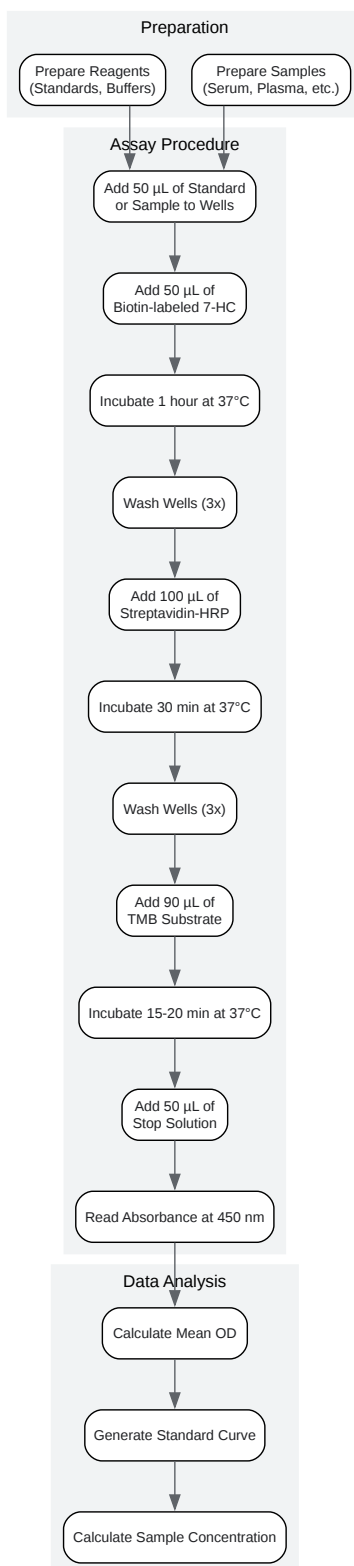 Preparation
Prepare Reagents
(Standards, Buffers)
Prepare Samples
(Serum, Plasma, etc.)
Assay Procedure
Add 50 µL of Standard
or Sample to Wells
Add 50 µL of
Biotin-labeled 7-HC
Incubate 1 hour at 37°C
Wash Wells (3x)
Add 100 µL of
Streptavidin-HRP
Incubate 30 min at 37°C
Wash Wells (3x)
Add 90 µL of
TMB Substrate
Incubate 15-20 min at 37°C
Add 50 µL of
Stop Solution
Read Absorbance at 450 nm
Data Analysis
Calculate Mean OD
Generate Standard Curve
Calculate Sample Concentration